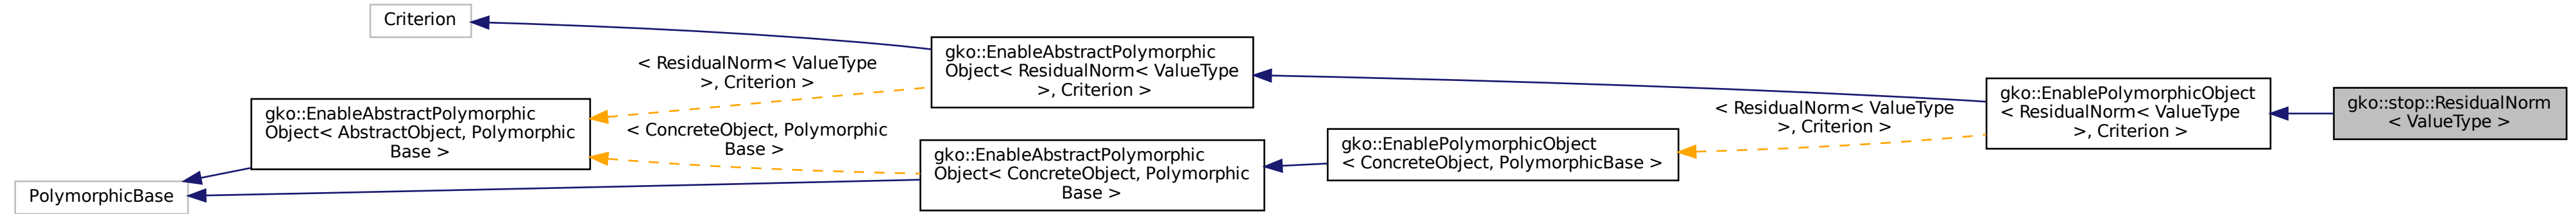 Criterion
gko::EnableAbstractPolymorphic
Object< ResidualNorm< ValueType
>, Criterion >
< ResidualNorm< ValueType
>, Criterion >
gko::EnablePolymorphicObject
< ResidualNorm< ValueType
>, Criterion >
gko::stop::ResidualNorm
< ValueType >
gko::EnableAbstractPolymorphic
Object< AbstractObject, Polymorphic
Base >
< ConcreteObject, Polymorphic
Base >
< ResidualNorm< ValueType
>, Criterion >
gko::EnablePolymorphicObject
< ConcreteObject, PolymorphicBase >
gko::EnableAbstractPolymorphic
Object< ConcreteObject, Polymorphic
Base >
PolymorphicBase